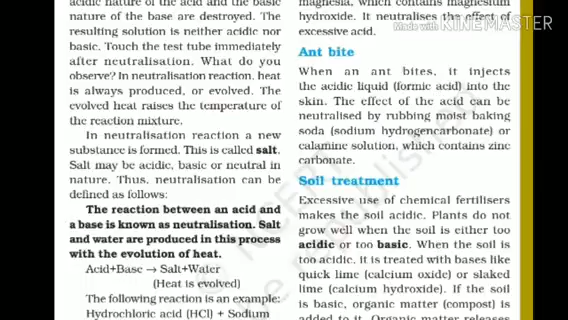 acidic nature of the acid and the basic
nature of the base are destroyed. The
resulting solution is neither acidic nor
basic. Touch the test tube immediately
after neutralisation. What do you
observe? In neutralisation reaction, heat
is always produced, or evolved. The
evolved heat raises the temperature of
the reaction mixture.
In neutralisation reaction a new
substance is formed. This is called salt.
Salt may be acidic, basic or neutral in
nature. Thus, neutralisation can be
defined as follows:
The reaction between an acid and
a base is known as neutralisation. Salt
and water are produced in this process
with the evolution of heat.
Acid+Base → Salt+Water
(Heat is evolved)
The following reaction is an example:
Hydrochloric acid (HCl) + Sodium
magnesia, which contains magnesium
hydroxide. It neutralises the effect of
excessive acid.
Ant bite
When an ant bites, it injects
the acidic liquid (formic acid) into the
skin. The effect of the acid can be
neutralised by rubbing moist baking
soda (sodium hydrogencarbonate) or
calamine solution, which contains zinc
carbonate.
Soil treatment
Excessive use of chemical fertilisers
makes the soil acidic. Plants do not
grow well when the soil is either too
acidic or too basic. When the soil is
too acidic, it is treated with bases like
quick lime (calcium oxide) or slaked
lime (calcium hydroxide). If the soil
is basic, organic matter (compost) is
added to it. Organic matter releases
Made with KINEMASTER